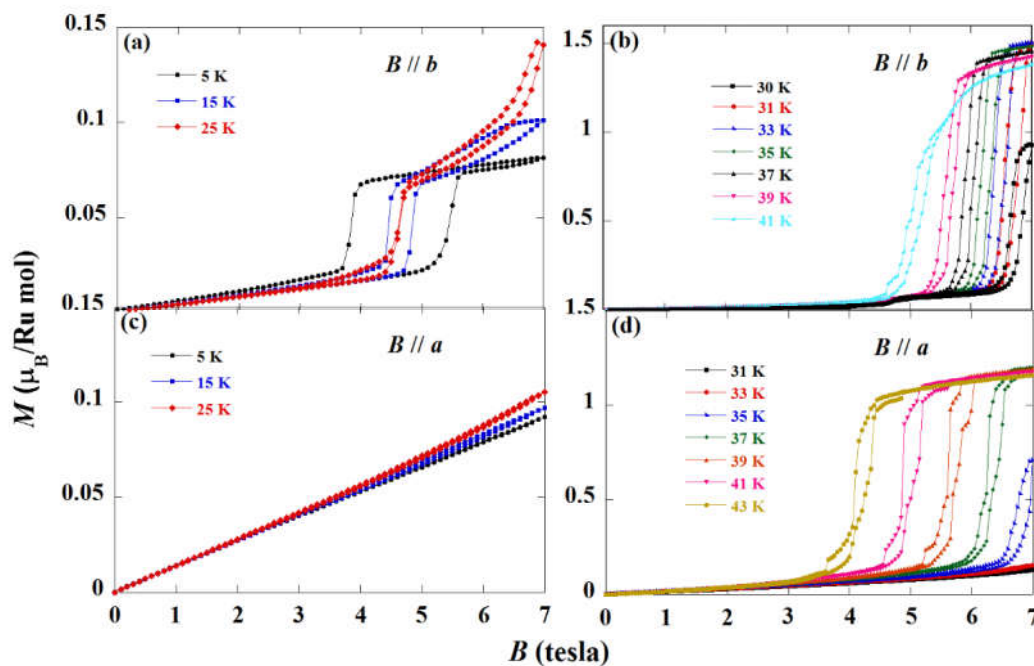 (a)
B // b
5 K
15 K
25 K
0.15
0.1
0.05
0.15
(b)
B // b
30 K
31 K
33 K
35 K
37 K
39 K
41 K
1.5
1
0.5
1.5
(c)
B // a
5 K
15 K
25 K
0.1
0.05
0
0 1 2 3 4 5 6 7
(d)
B // a
31 K
33 K
35 K
37 K
39 K
41 K
43 K
1
0.5
0
0 1 2 3 4 5 6 7
M (μB/Ru mol)
B (tesla)